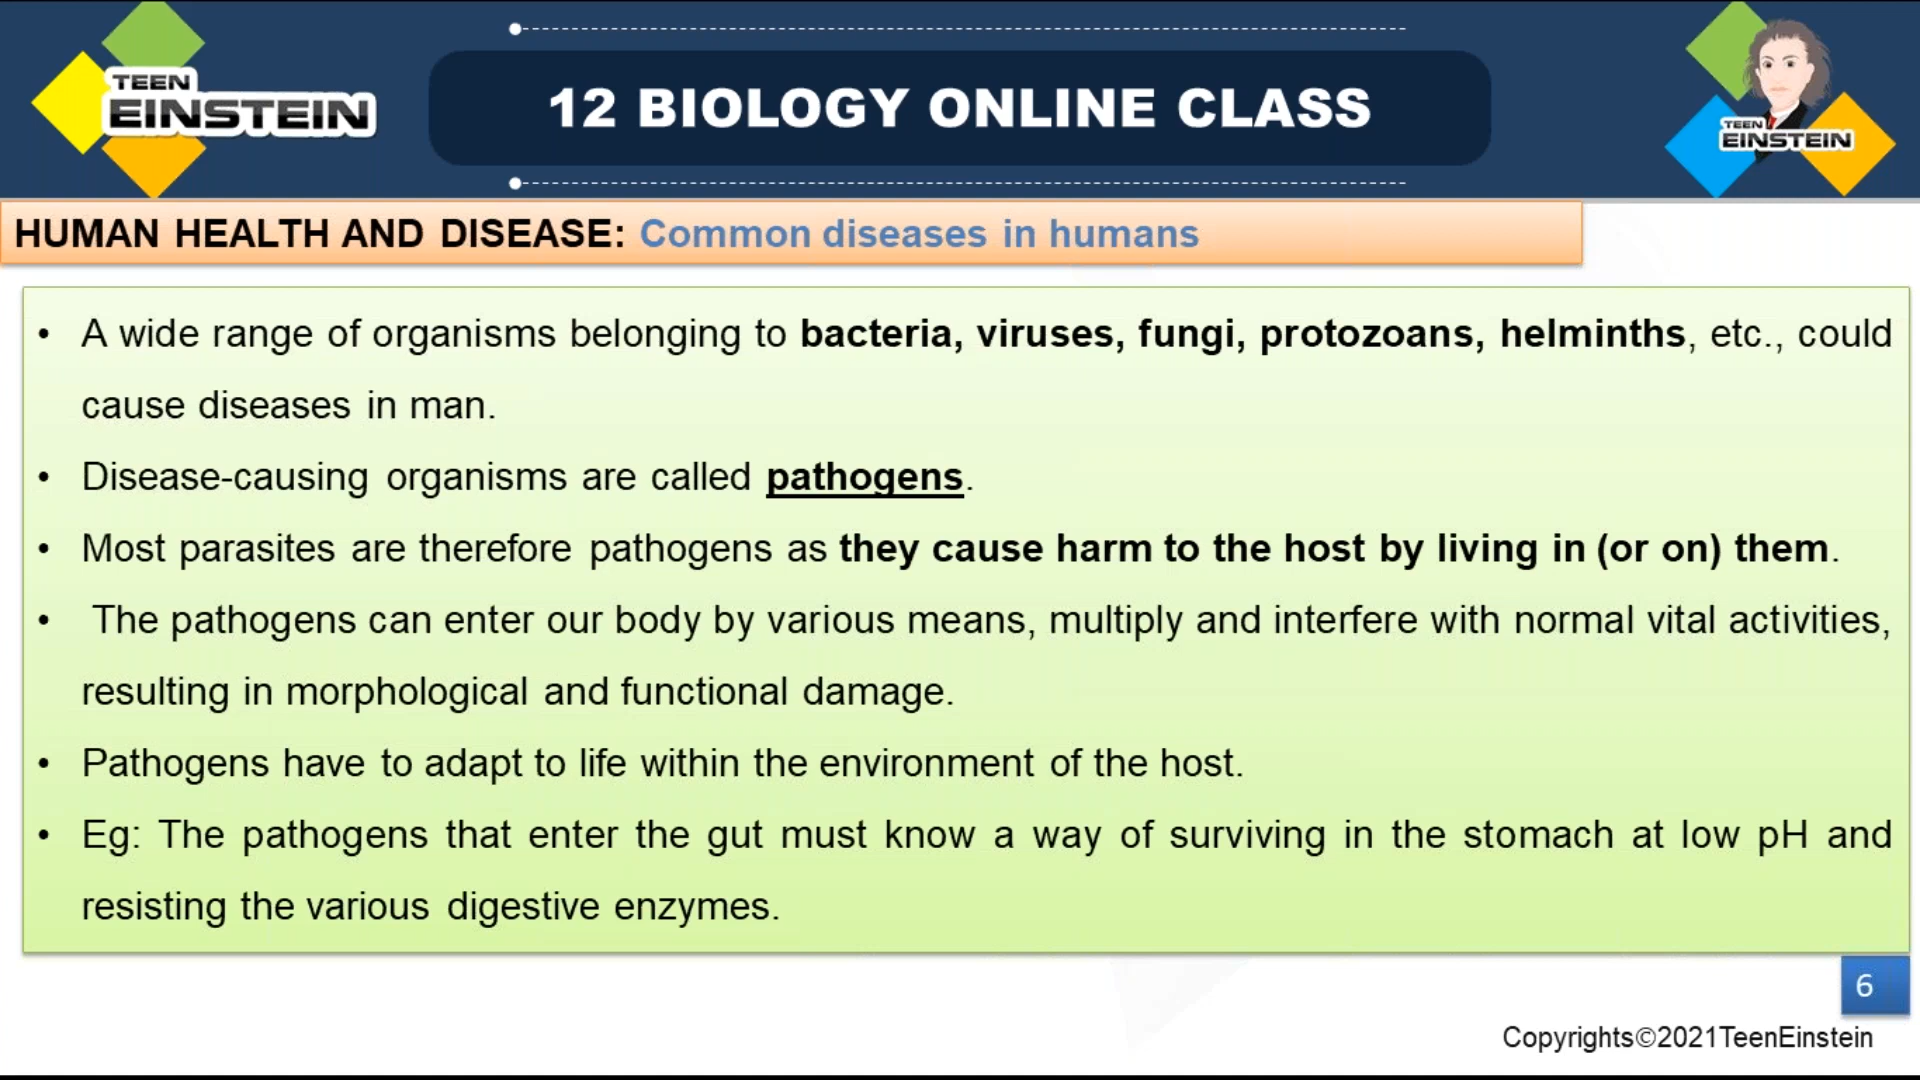 TEEN
EINSTEIN
12 BIOLOGY ONLINE CLASS
TEEN
EINSTEIN
HUMAN HEALTH AND DISEASE: Common diseases in humans
• A wide range of organisms belonging to bacteria, viruses, fungi, protozoans, helminths, etc., could
cause diseases in man.
• Disease-causing organisms are called pathogens.
• Most parasites are therefore pathogens as they cause harm to the host by living in (or on) them.
• The pathogens can enter our body by various means, multiply and interfere with normal vital activities,
resulting in morphological and functional damage.
• Pathogens have to adapt to life within the environment of the host.
• Eg: The pathogens that enter the gut must know a way of surviving in the stomach at low pH and
resisting the various digestive enzymes.
6
Copyrights©2021TeenEinstein